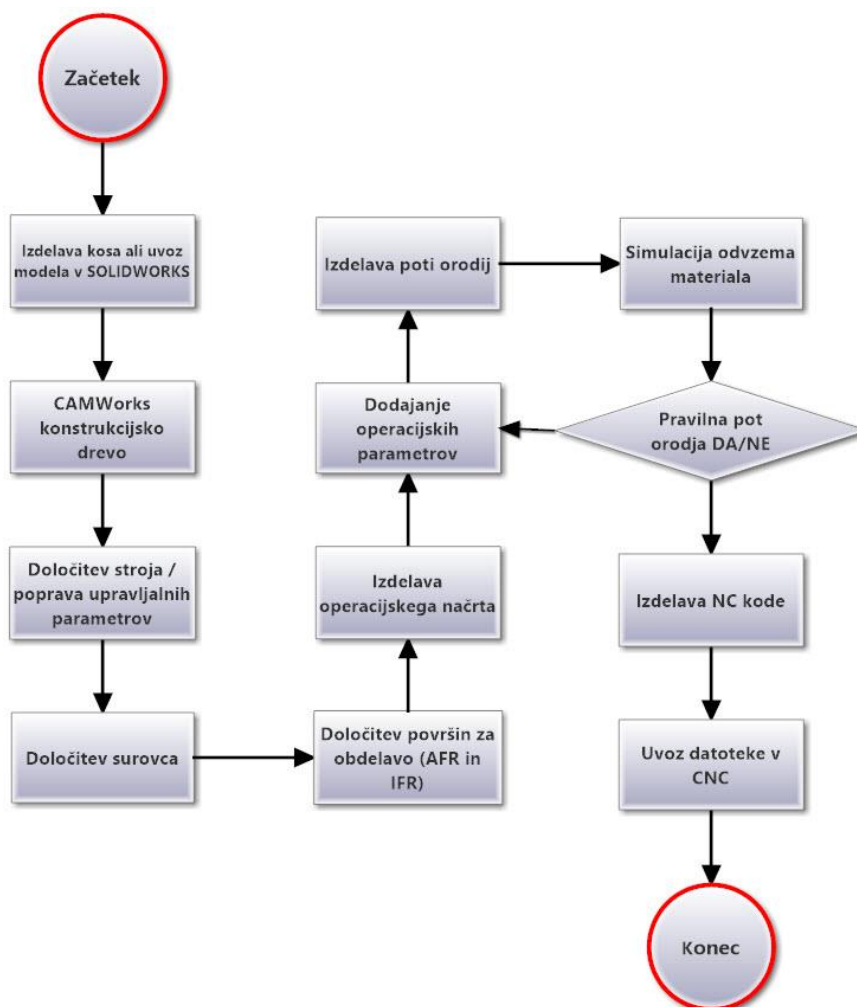 Začetek
Izdelava kosa ali uvoz
modela v SOLIDWORKS
CAMWorks
konstrukcijsko
drevo
Določitev stroja /
poprava upravljalnih
parametrov
Določitev surovca
Določitev površin za
obdelavo (AFR in
IFR)
Izdelava
operacijskega načrta
Dodajanje
operacijskih
parametrov
Izdelava poti orodij
Simulacija odvzema
materiala
Pravilna pot
orodja DA/NE
Izdelava NC kode
Uvoz datoteke v
CNC
Konec